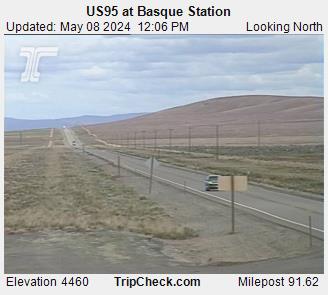 US95 at Basque Station
Updated: May 08 2024 12:06 PM Looking North
Elevation 4460 TripCheck.com Milepost 91.62